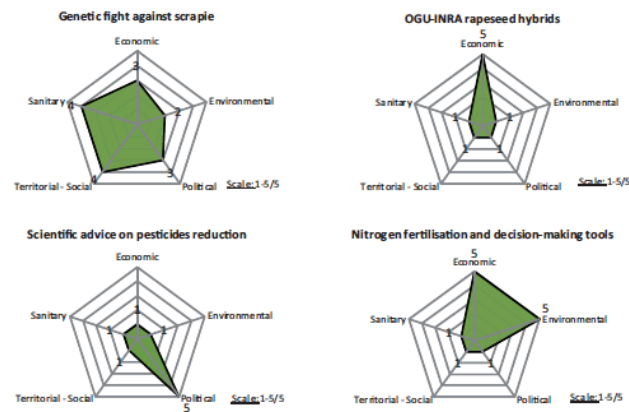 Genetic fight against scrapie
Economic
3
Sanitary
4
2
Environmental
4
3
Territorial - Social
Political
Scale:1-5/5
OGU-INRA rapeseed hybrids
5
Economic
Sanitary
1
1
Environmental
1
1
Territorial - Social
Political
Scale:1-5/5
Scientific advice on pesticides reduction
Economic
1
Sanitary
1
1
Environmental
1
Territorial - Social
Political
5
Scale:1-5/5
Nitrogen fertilisation and decision-making tools
Economic
5
5
Sanitary
Environmental
1
1
1
Territorial - Social
Political
Scale:1-5/5